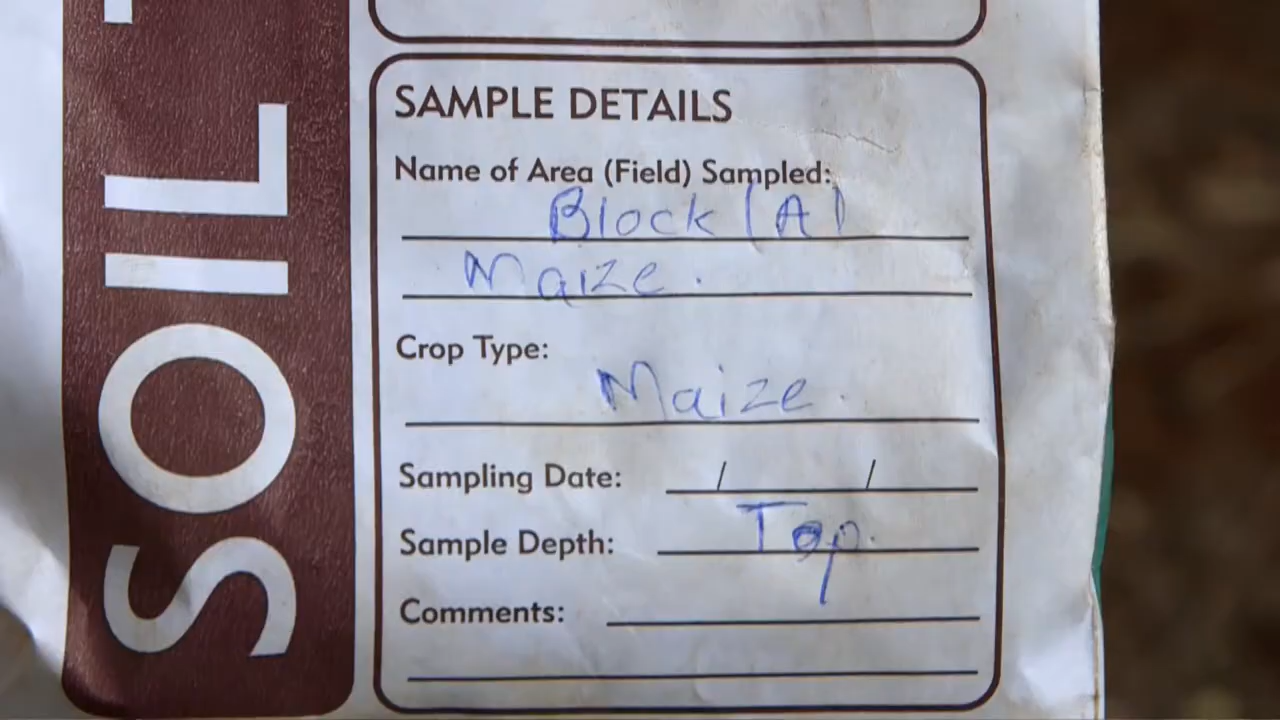 SOIL
SAMPLE DETAILS
Name of Area (Field) Sampled:
Block (A)
Maize.
Crop Type:
Maize.
Sampling Date: / /
Sample Depth: Top.
Comments: